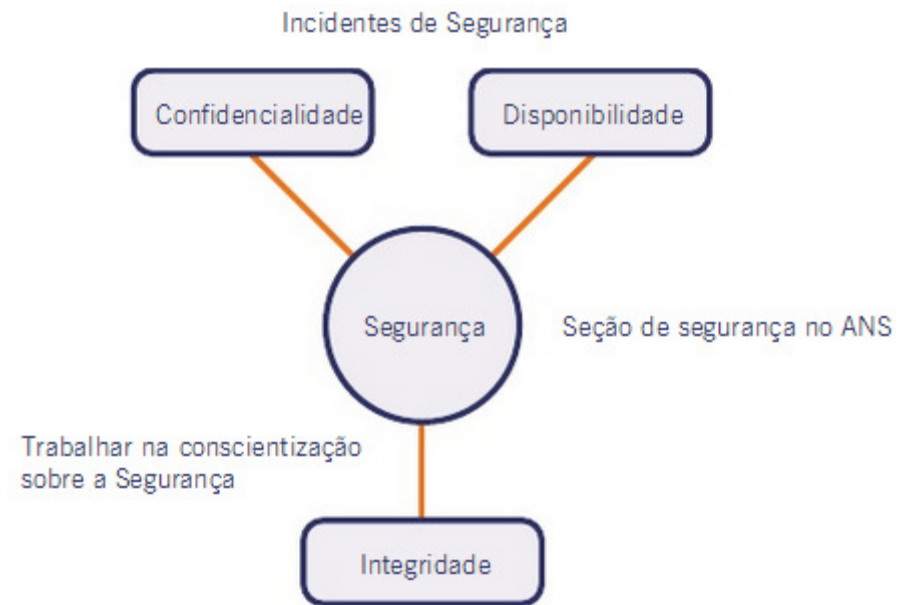 Incidentes de Segurança
Confidencialidade
Disponibilidade
Segurança
Seção de segurança no ANS
Trabalhar na conscientização
sobre a Segurança
Integridade